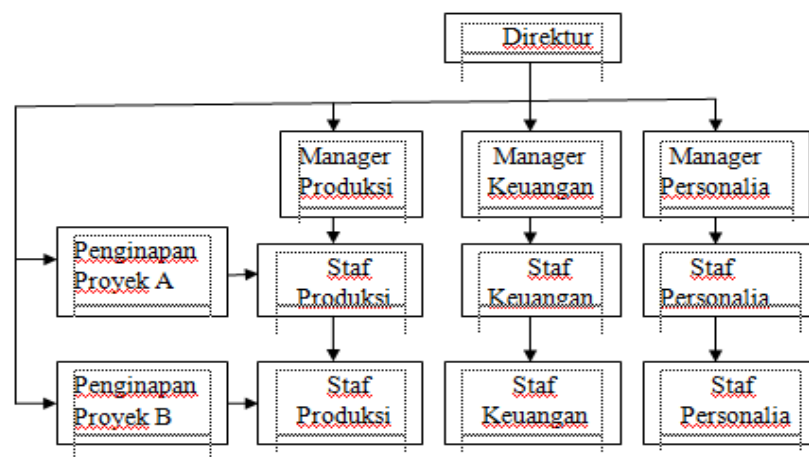 Direktur
Manager
Produksi
Manager
Keuangan
Manager
Personalia
Penginapan
Proyek A
Staf
Produksi
Staf
Keuangan
Staf
Personalia
Penginapan
Proyek B
Staf
Produksi
Staf
Keuangan
Staf
Personalia